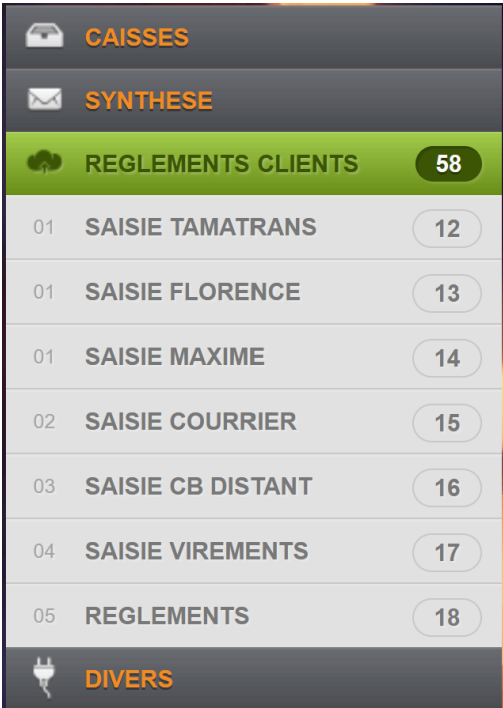 CAISSES
SYNTHESE
REGLEMENTS CLIENTS 58
01 SAISIE TAMATRANS 12
01 SAISIE FLORENCE 13
01 SAISIE MAXIME 14
02 SAISIE COURRIER 15
03 SAISIE CB DISTANT 16
04 SAISIE VIREMENTS 17
05 REGLEMENTS 18
DIVERS